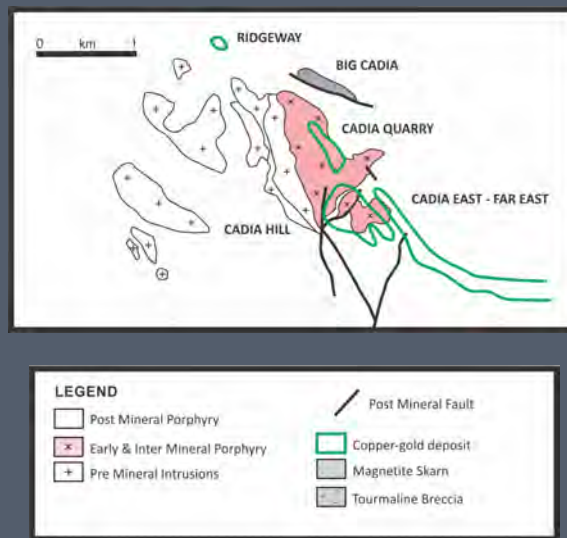 RIDGEWAY
0 km 1
BIG CADIA
CADIA QUARRY
CADIA EAST - FAR EAST
CADIA HILL
LEGEND
Post Mineral Porphyry
Early & Inter Mineral Porphyry
Pre Mineral Intrusions
Post Mineral Fault
Copper-gold deposit
Magnetite Skarn
Tourmaline Breccia